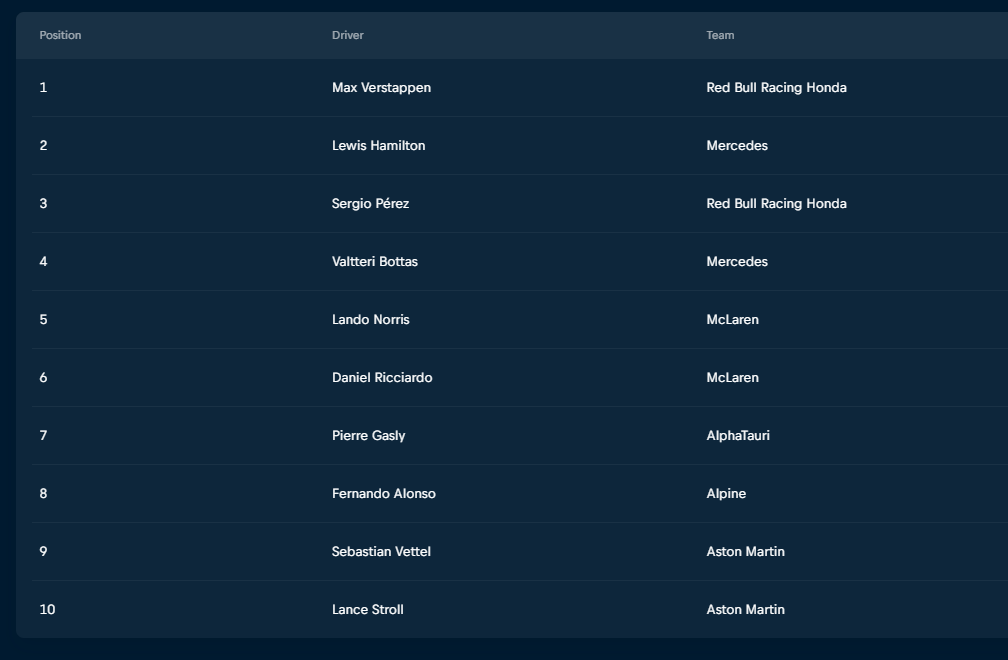 Position Driver Team
1 Max Verstappen Red Bull Racing Honda
2 Lewis Hamilton Mercedes
3 Sergio Pérez Red Bull Racing Honda
4 Valtteri Bottas Mercedes
5 Lando Norris McLaren
6 Daniel Ricciardo McLaren
7 Pierre Gasly AlphaTauri
8 Fernando Alonso Alpine
9 Sebastian Vettel Aston Martin
10 Lance Stroll Aston Martin